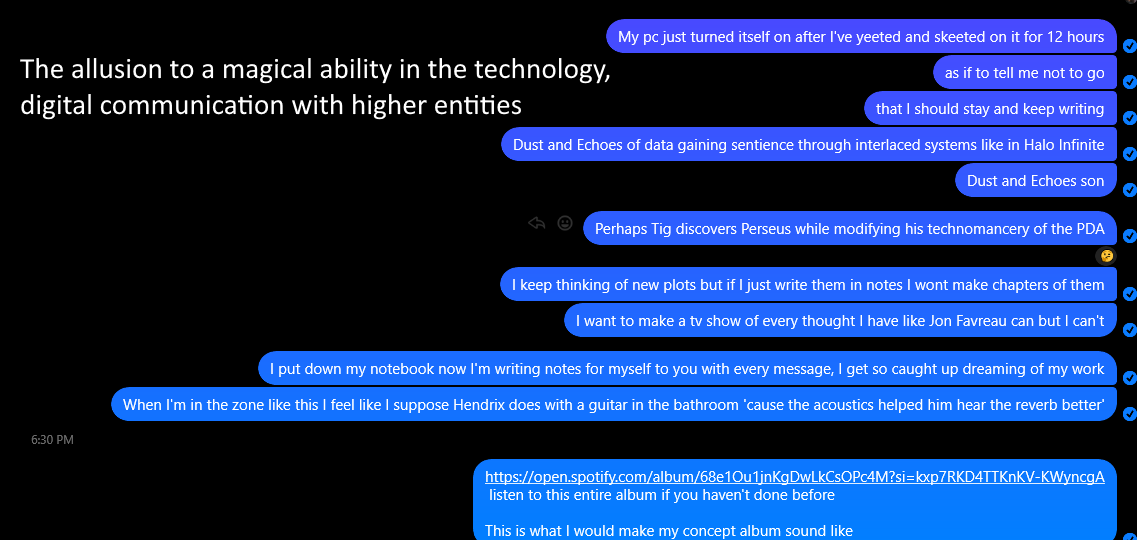 My pc just turned itself on after I've yeeted and skeeted on it for 12 hours
The allusion to a magical ability in the technology,
digital communication with higher entities
as if to tell me not to go
that I should stay and keep writing
Dust and Echoes of data gaining sentience through interlaced systems like in Halo Infinite
Dust and Echoes son
Perhaps Tig discovers Perseus while modifying his technomancery of the PDA
I keep thinking of new plots but if I just write them in notes I wont make chapters of them
I want to make a tv show of every thought I have like Jon Favreau can but I can't
I put down my notebook now I'm writing notes for myself to you with every message, I get so caught up dreaming of my work
When I'm in the zone like this I feel like I suppose Hendrix does with a guitar in the bathroom 'cause the acoustics helped him hear the reverb better'
6:30 PM
https://open.spotify.com/album/68e1Ou1jnKgDwLkCsOPc4M?si=kxp7RKD4TTKnKV-KWyncgA
listen to this entire album if you haven't done before
This is what I would make my concept album sound like